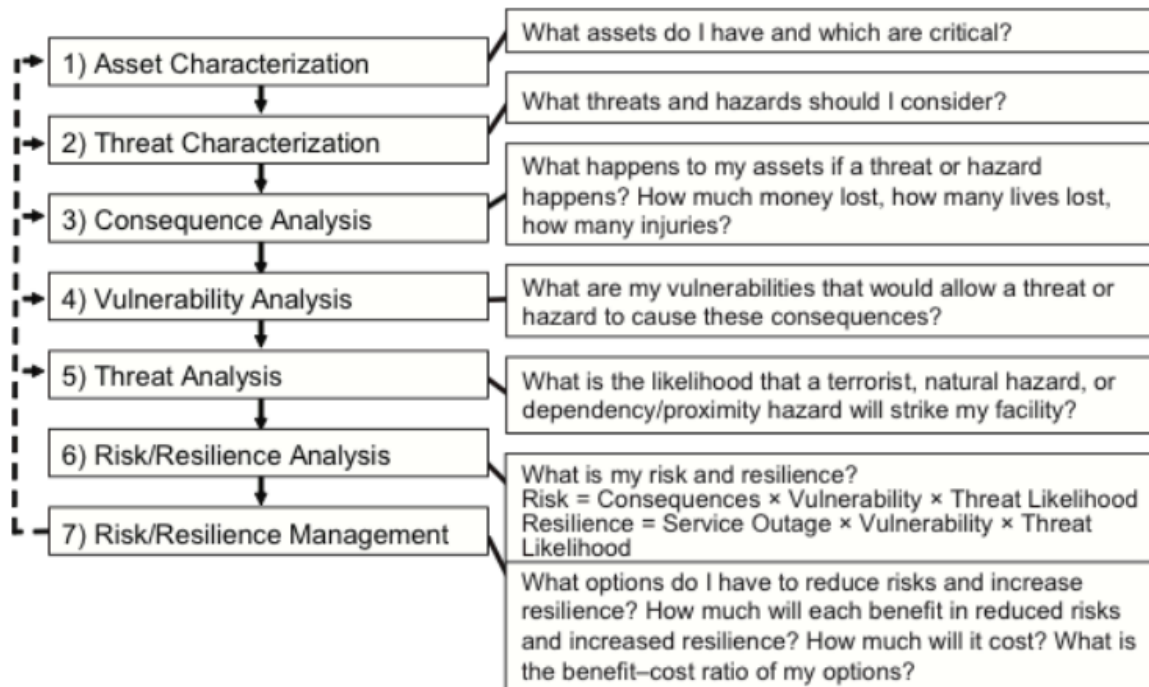 1) Asset Characterization
What assets do I have and which are critical?
2) Threat Characterization
What threats and hazards should I consider?
3) Consequence Analysis
What happens to my assets if a threat or hazard
happens? How much money lost, how many lives lost,
how many injuries?
4) Vulnerability Analysis
What are my vulnerabilities that would allow a threat or
hazard to cause these consequences?
5) Threat Analysis
What is the likelihood that a terrorist, natural hazard, or
dependency/proximity hazard will strike my facility?
6) Risk/Resilience Analysis
What is my risk and resilience?
Risk = Consequences × Vulnerability × Threat Likelihood
Resilience = Service Outage × Vulnerability × Threat
Likelihood
7) Risk/Resilience Management
What options do I have to reduce risks and increase
resilience? How much will each benefit in reduced risks
and increased resilience? How much will it cost? What is
the benefit–cost ratio of my options?